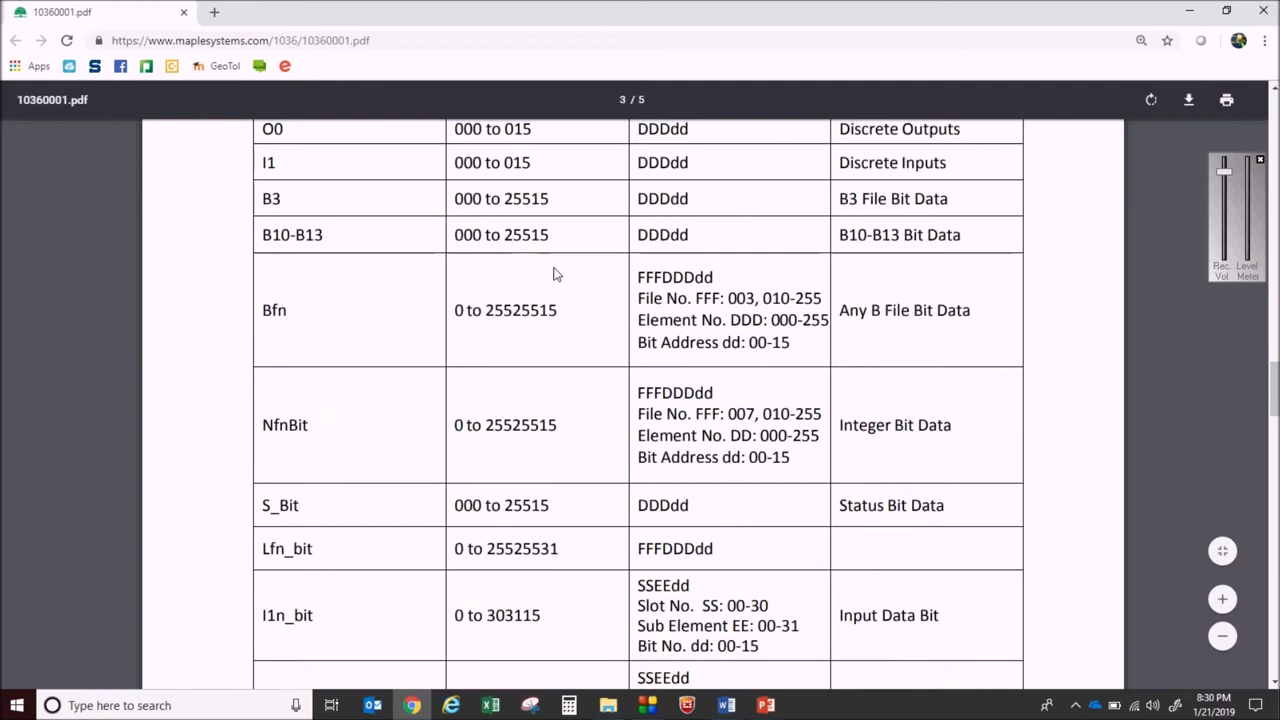 10360001.pdf
https://www.maplesystems.com/1036/10360001.pdf
Apps
GeoTol
10360001.pdf
3 / 5
O0 000 to 015 DDDdd Discrete Outputs
I1 000 to 015 DDDdd Discrete Inputs
B3 000 to 25515 DDDdd B3 File Bit Data
B10-B13 000 to 25515 DDDdd B10-B13 Bit Data
FFFDDDdd
File No. FFF: 003, 010-255
Bfn 0 to 25525515 Any B File Bit Data
Element No. DDD: 000-255
Bit Address dd: 00-15
FFFDDDdd
File No. FFF: 007, 010-255
NfnBit 0 to 25525515 Integer Bit Data
Element No. DD: 000-255
Bit Address dd: 00-15
S_Bit 000 to 25515 DDDdd Status Bit Data
Lfn_bit 0 to 25525531 FFFDDDdd
SSEEdd
Slot No. SS: 00-30
I1n_bit 0 to 303115 Input Data Bit
Sub Element EE: 00-31
Bit No. dd: 00-15
SSEEdd
Rec. Vol
Level Meter
Type here to search
8:30 PM
1/21/2019